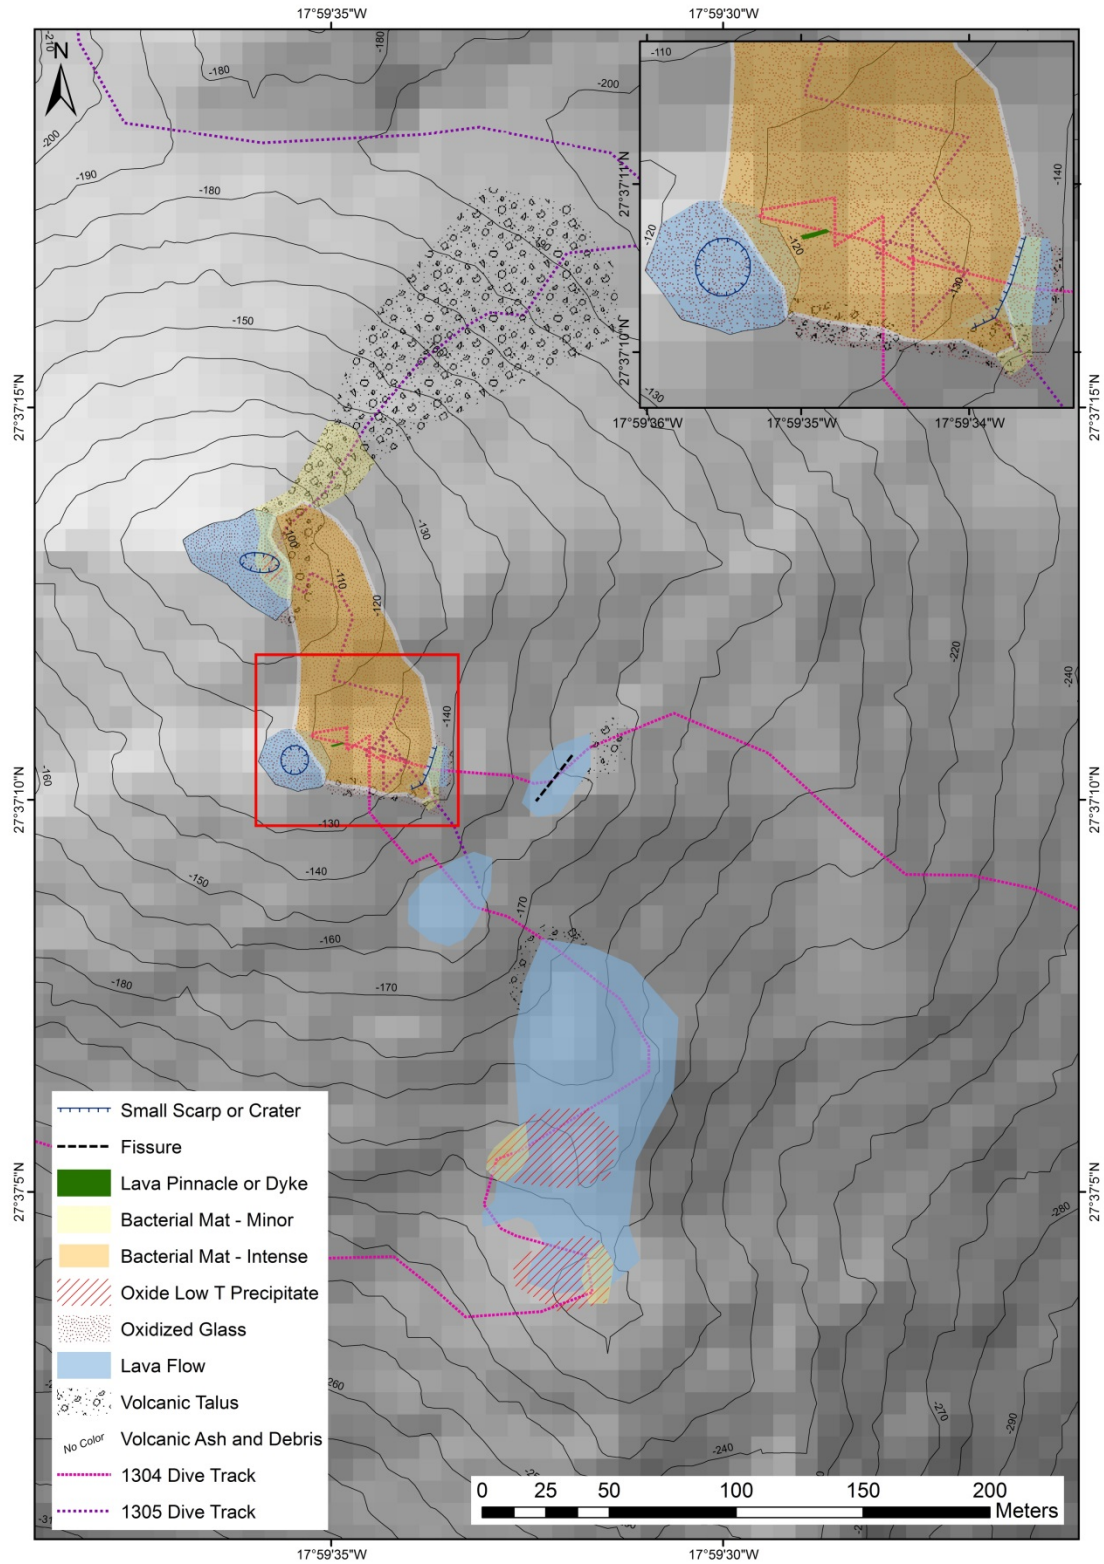 17°59'35"W 17°59'30"W
N
-210
-180
-180
-200
-200
-190
-180
-190
-150
-110
-140
-120
-120
-130
-130
27°37'11"N
27°37'10"N
17°59'36"W 17°59'35"W 17°59'34"W
27°37'15"N
27°37'15"N
-130
-100
-110
-120
-220
-240
-140
-160
27°37'10"N
27°37'10"N
-130
-140
-150
-170
-160
-170
-180
27°37'5"N
27°37'5"N
-280
-260
-270
-290
-240
Small Scarp or Crater
Fissure
Lava Pinnacle or Dyke
Bacterial Mat - Minor
Bacterial Mat - Intense
Oxide Low T Precipitate
Oxidized Glass
Lava Flow
Volcanic Talus
No Color Volcanic Ash and Debris
1304 Dive Track
1305 Dive Track
0 25 50 100 150 200
Meters
17°59'35"W 17°59'30"W